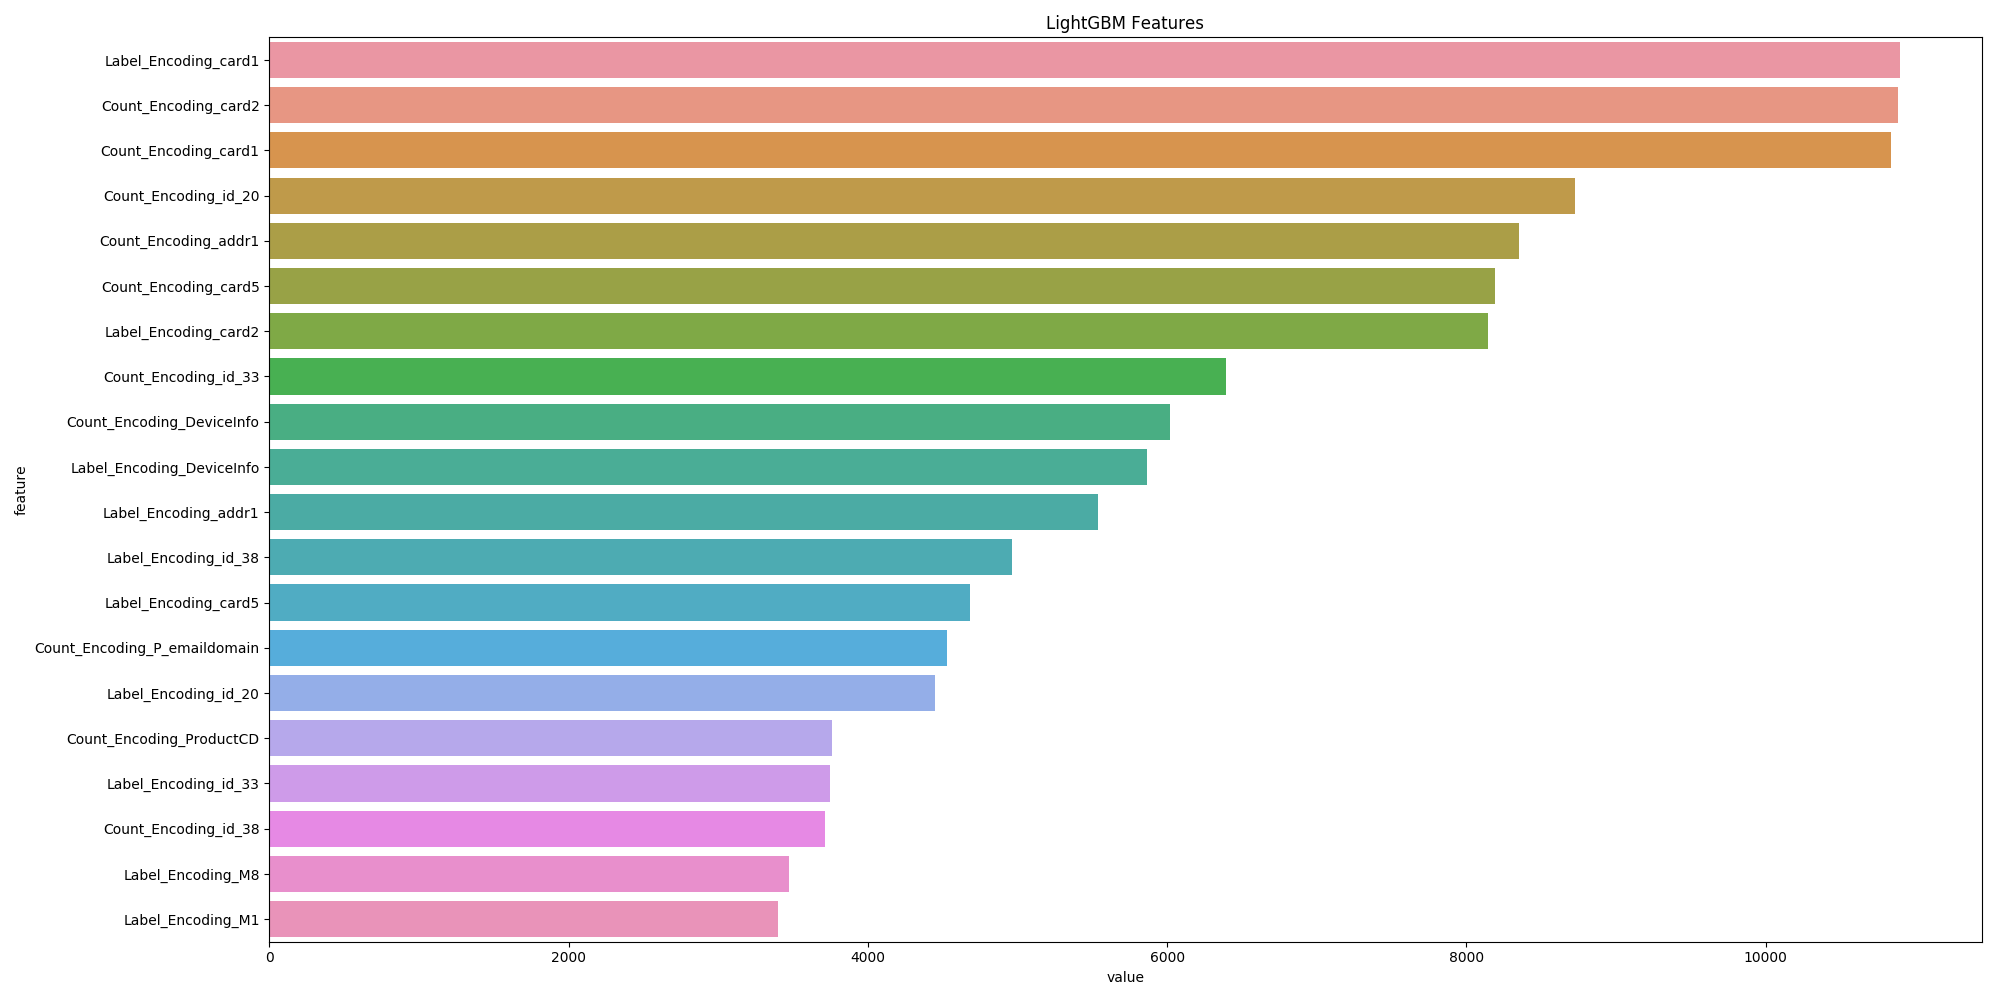 LightGBM Features
Label_Encoding_card1
Count_Encoding_card2
Count_Encoding_card1
Count_Encoding_id_20
Count_Encoding_addr1
Count_Encoding_card5
Label_Encoding_card2
Count_Encoding_id_33
Count_Encoding_DeviceInfo
Label_Encoding_DeviceInfo
Label_Encoding_addr1
Label_Encoding_id_38
Label_Encoding_card5
Count_Encoding_P_emaildomain
Label_Encoding_id_20
Count_Encoding_ProductCD
Label_Encoding_id_33
Count_Encoding_id_38
Label_Encoding_M8
Label_Encoding_M1
feature
0 2000 4000 6000 8000 10000
value